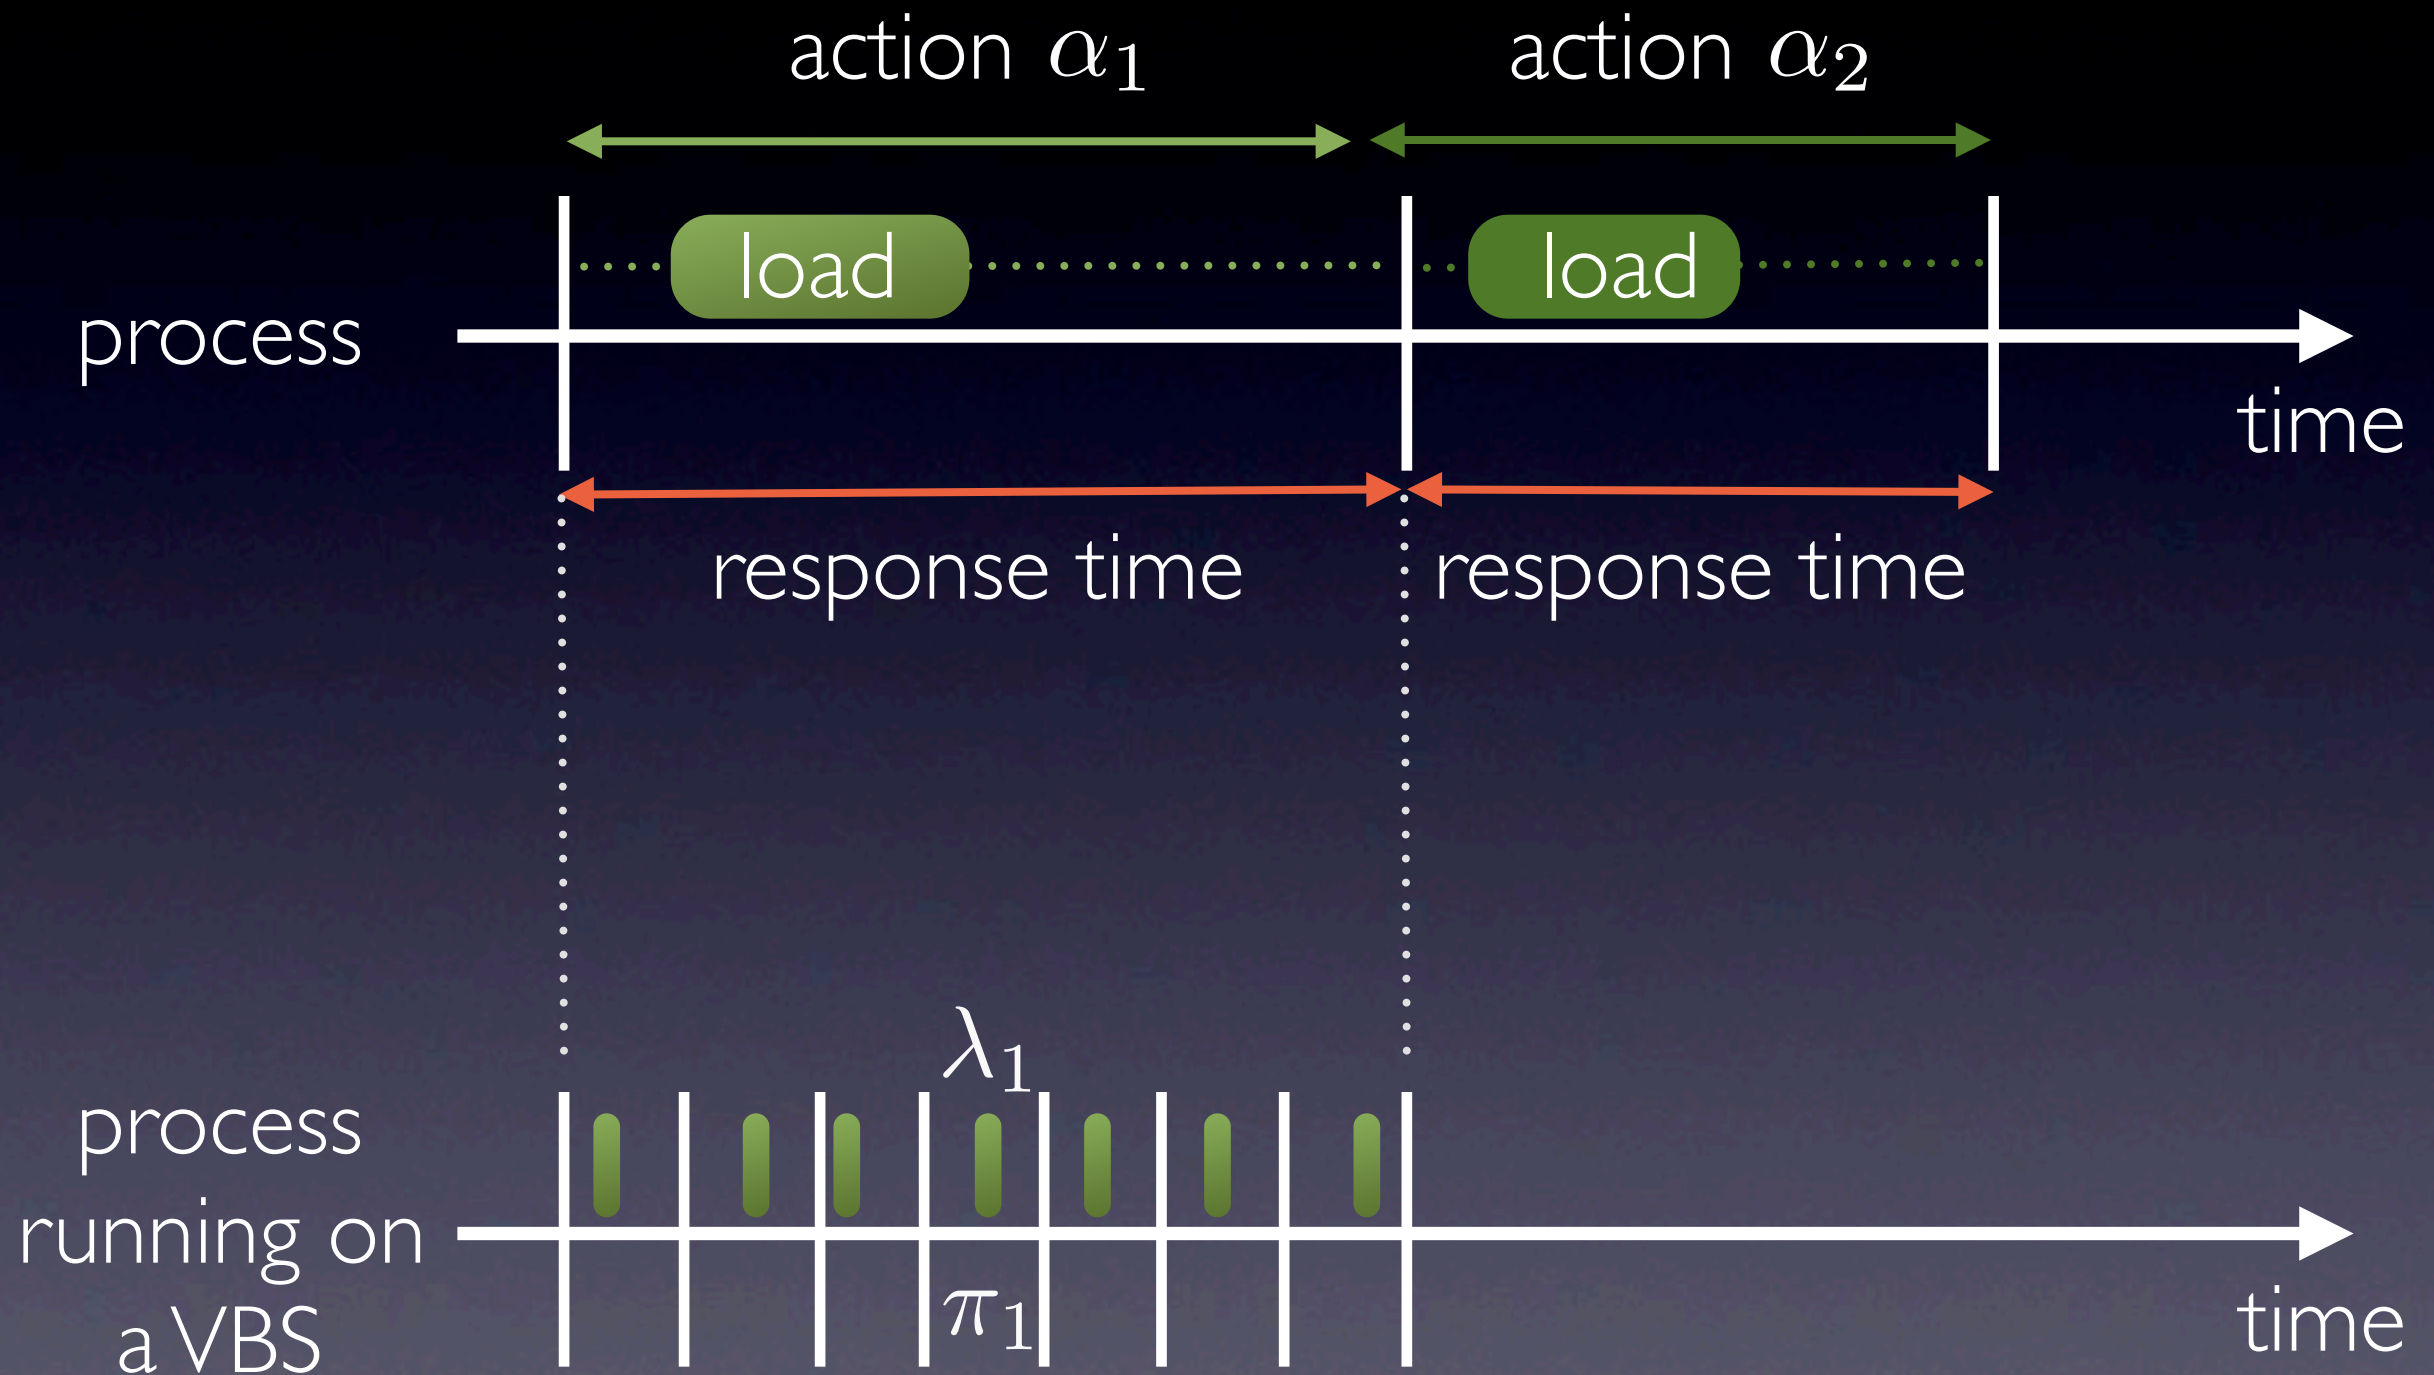 action α₁
action α₂
load
load
process
time
response time
response time
λ₁
process
running on
a VBS
π₁
time